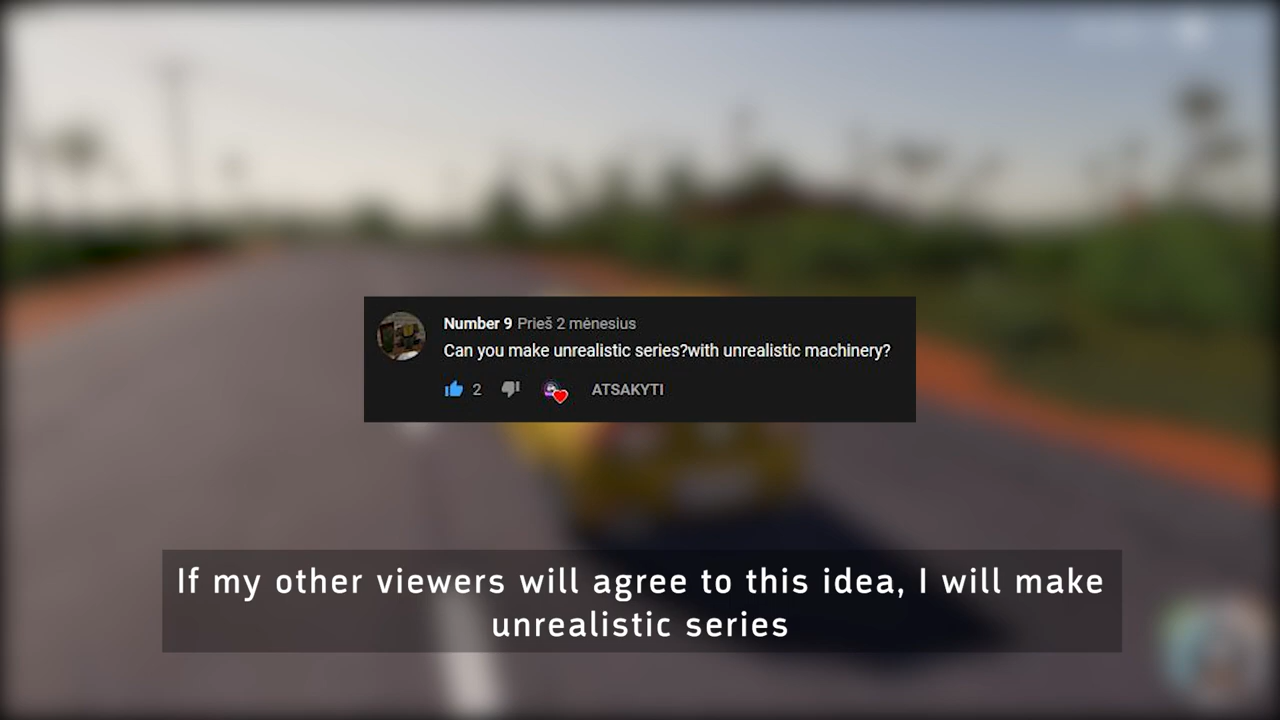 Number 9 Prieš 2 mėnesius
Can you make unrealistic series?with unrealistic machinery?
2 ATSAKYTI
If my other viewers will agree to this idea, I will make
unrealistic series